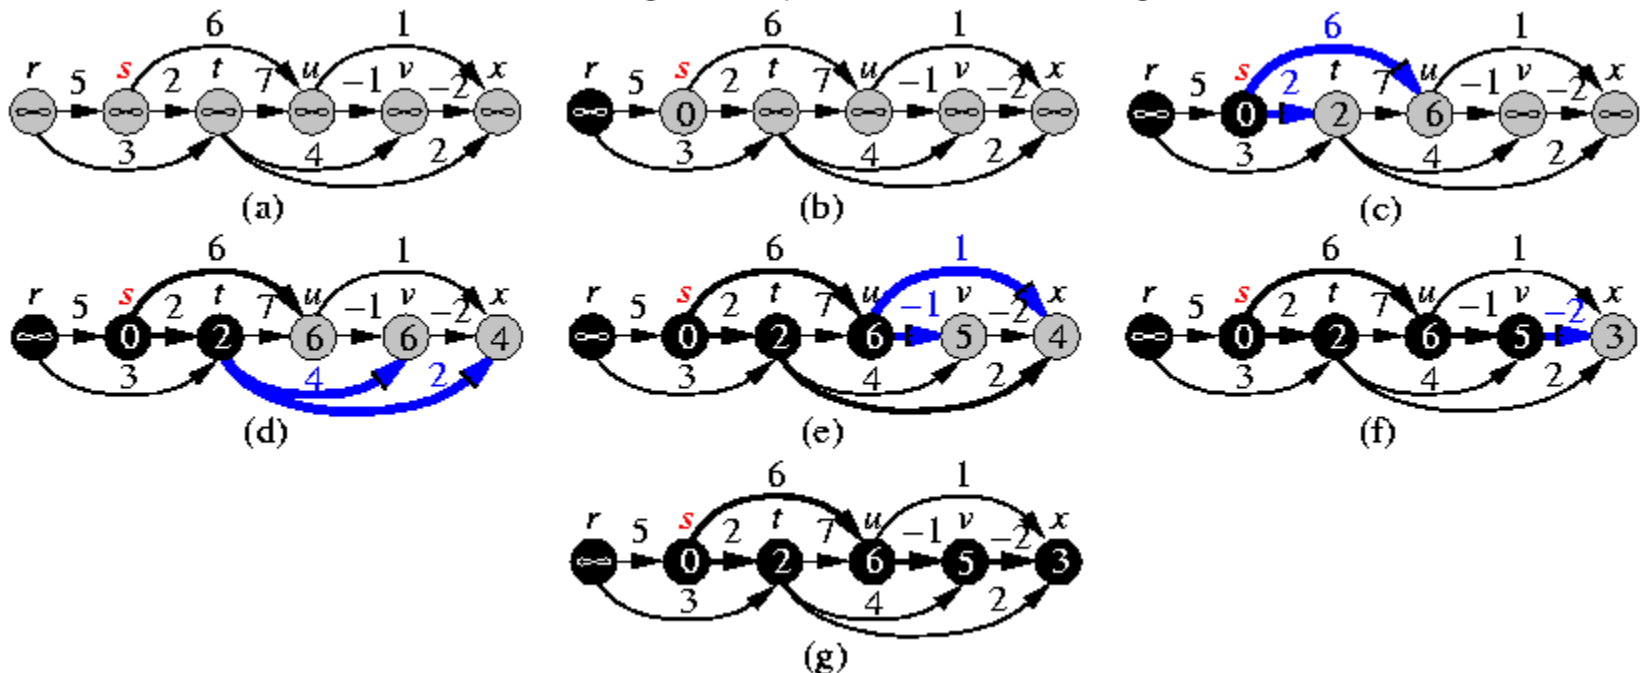 6 1
r 5 s 2 t 7 u −1 v −2 x
∞ ∞ ∞ ∞ ∞ ∞
3 4 2
(a)
6 1
r 5 s 2 t 7 u −1 v −2 x
∞ 0 ∞ ∞ ∞ ∞
3 4 2
(b)
6 1
r 5 s 2 t 7 u −1 v −2 x
∞ 0 2 6 ∞ ∞
3 4 2
(c)
6 1
r 5 s 2 t 7 u −1 v −2 x
∞ 0 2 6 6 4
3 4 2
(d)
6 1
r 5 s 2 t 7 u −1 v −2 x
∞ 0 2 6 5 4
3 4 2
(e)
6 1
r 5 s 2 t 7 u −1 v −2 x
∞ 0 2 6 5 3
3 4 2
(f)
6 1
r 5 s 2 t 7 u −1 v −2 x
∞ 0 2 6 5 3
3 4 2
(g)